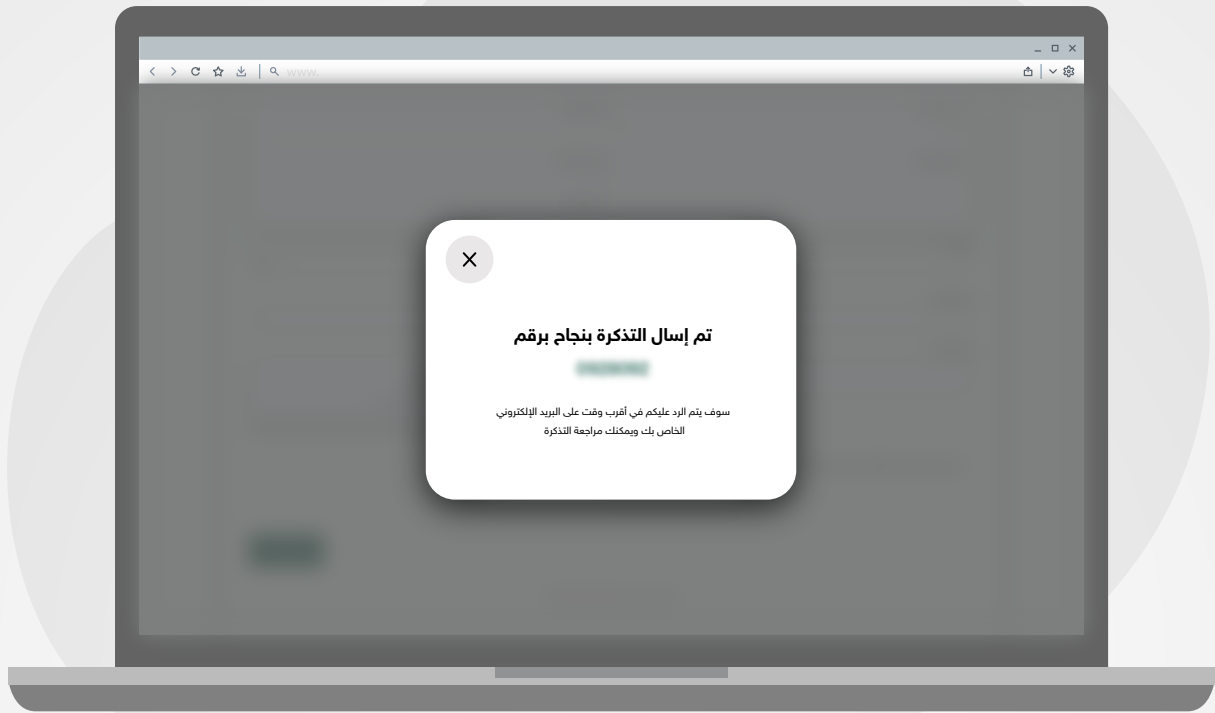 www.
تم إسال التذكرة بنجاح برقم
سوف يتم الرد عليكم في أقرب وقت على البريد الإلكتروني
الخاص بك ويمكنك مراجعة التذكرة